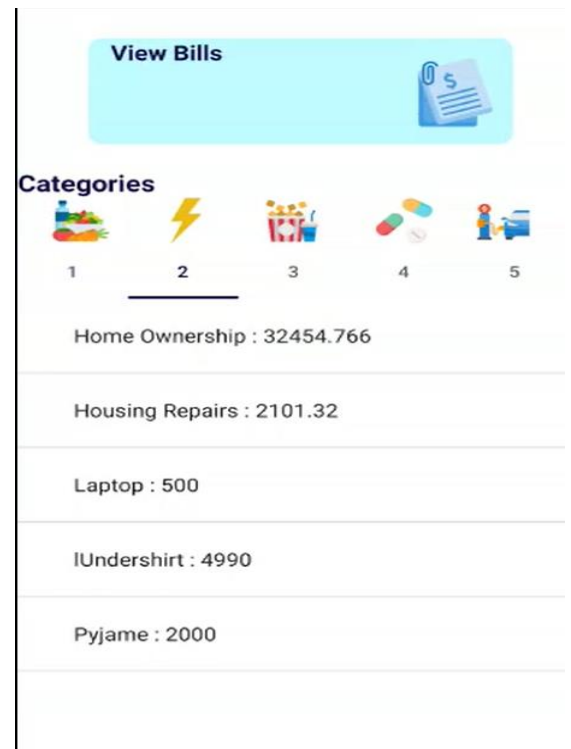 View Bills
$
Categories
1 2 3 4 5
Home Ownership : 32454.766
Housing Repairs : 2101.32
Laptop : 500
lUndershirt : 4990
Pyjame : 2000